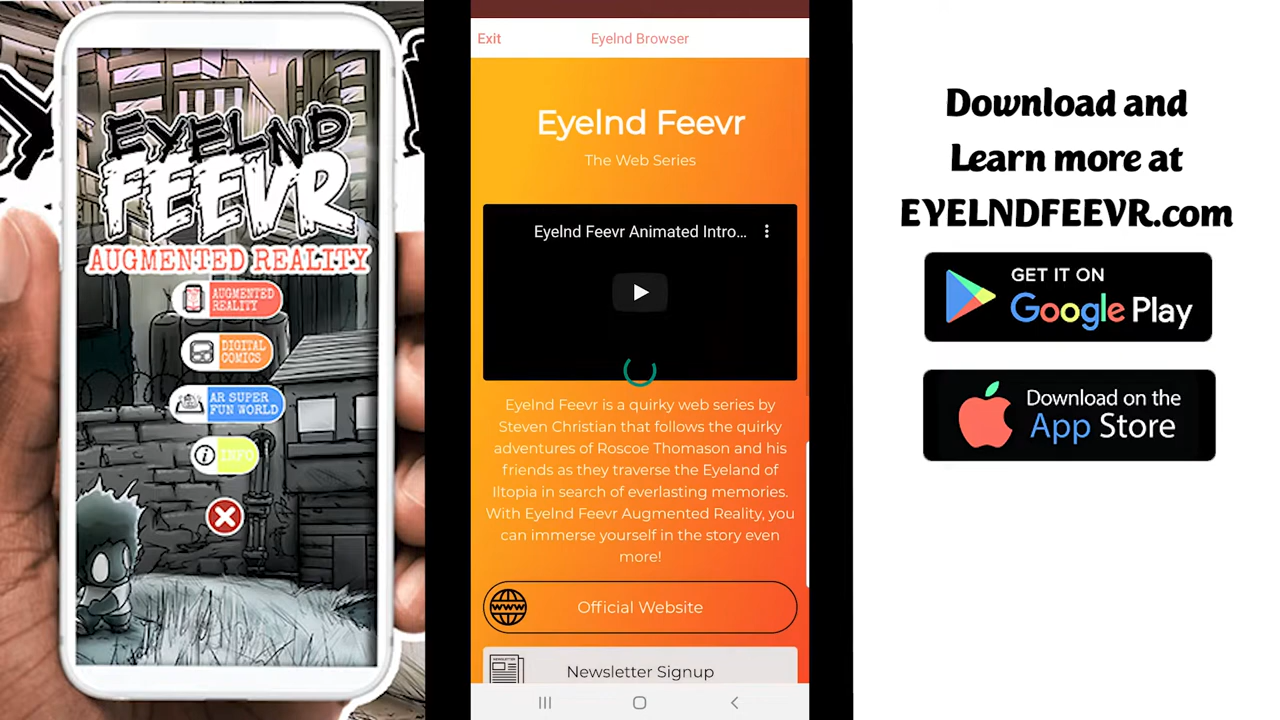 EYELND
FEEVR
AUGMENTED REALITY
AUGMENTED
REALITY
DIGITAL
COMICS
AR SUPER
FUN WORLD
INFO
Exit
Eyelnd Browser
Eyelnd Feevr
The Web Series
Eyelnd Feevr Animated Intro...
Eyelnd Feevr is a quirky web series by
Steven Christian that follows the quirky
adventures of Roscoe Thomason and his
friends as they traverse the Eyeland of
Iltopia in search of everlasting memories.
With Eyelnd Feevr Augmented Reality, you
can immerse yourself in the story even
more!
WWW
Official Website
NEWSLETTER
Newsletter Signup
Download and
Learn more at
EYELNDFEEVR.com
GET IT ON
Google Play
Download on the
App Store